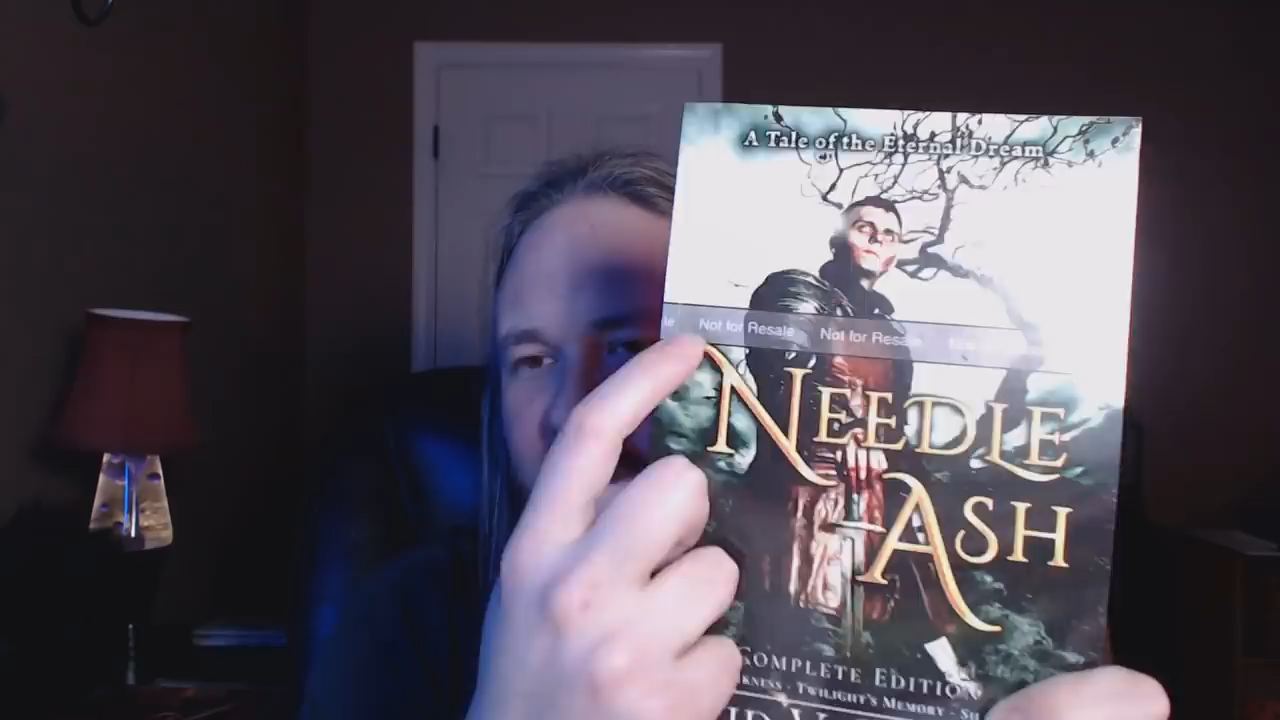 A Tale of the Eternal Dream
Not for Resale Not for Resale
NEEDLE
ASH
COMPLETE EDITION
TWILIGHT'S MEMORY